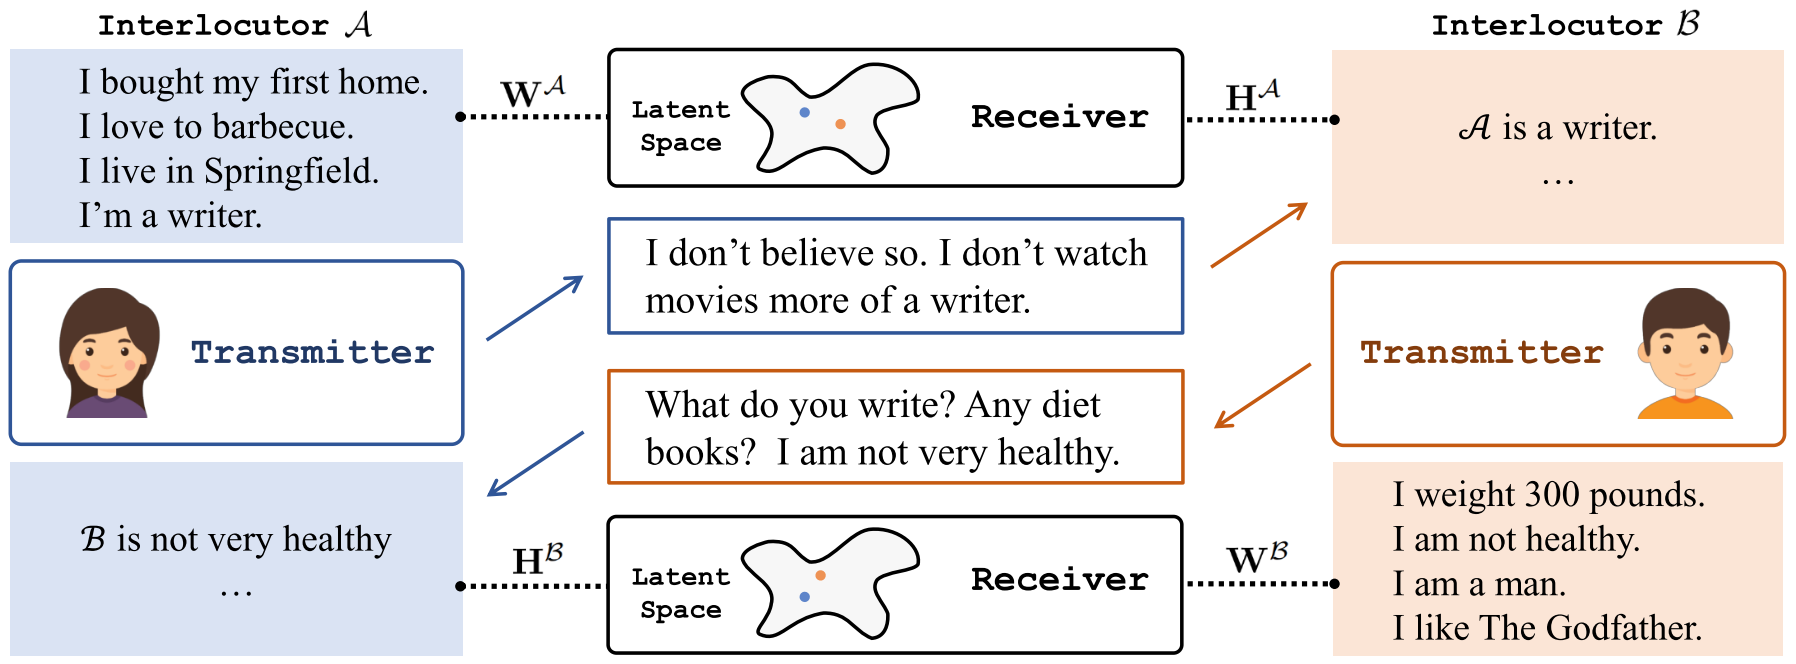 Interlocutor 𝒜
I bought my first home.
I love to barbecue.
I live in Springfield.
I'm a writer.
W^𝒜
Latent
Space
Receiver
H^𝒜
Interlocutor ℬ
𝒜 is a writer.
...
Transmitter
I don't believe so. I don't watch
movies more of a writer.
What do you write? Any diet
books?  I am not very healthy.
Transmitter
ℬ is not very healthy
...
H^ℬ
Latent
Space
Receiver
W^ℬ
I weight 300 pounds.
I am not healthy.
I am a man.
I like The Godfather.